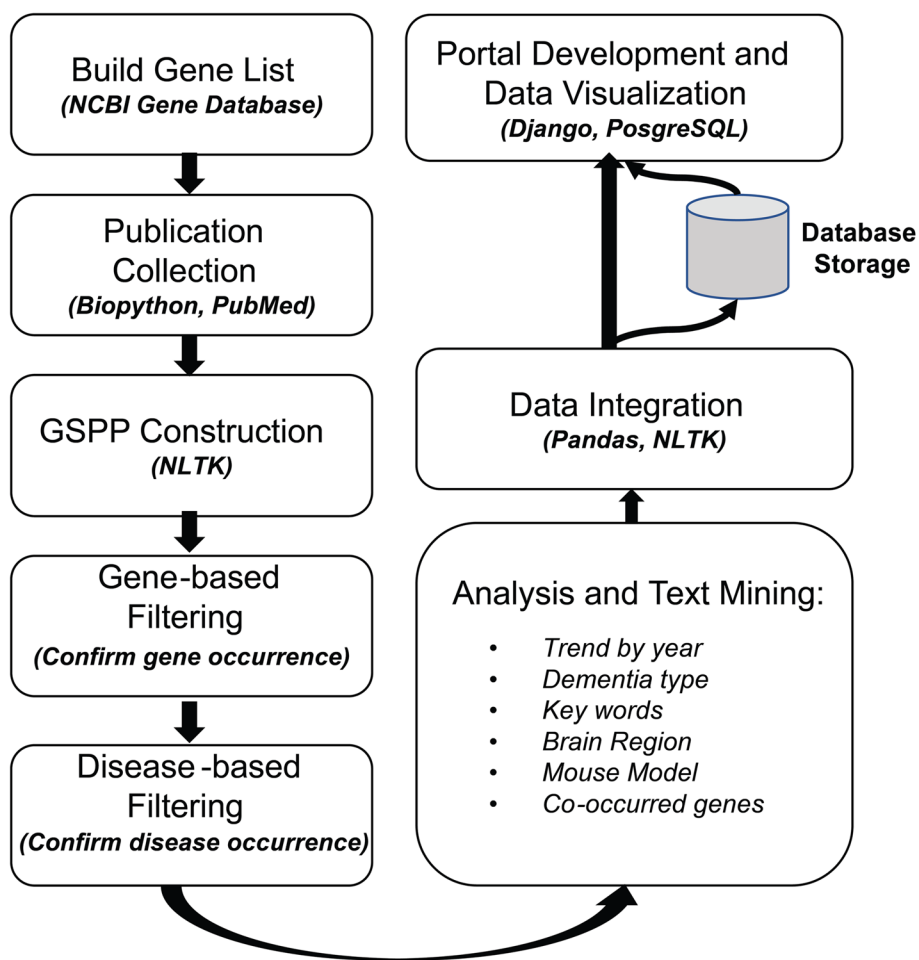 Build Gene List
(NCBI Gene Database)
Publication
Collection
(Biopython, PubMed)
GSPP Construction
(NLTK)
Gene-based
Filtering
(Confirm gene occurrence)
Disease-based
Filtering
(Confirm disease occurrence)
Analysis and Text Mining:
• Trend by year
• Dementia type
• Key words
• Brain Region
• Mouse Model
• Co-occurred genes
Data Integration
(Pandas, NLTK)
Database
Storage
Portal Development and
Data Visualization
(Django, PosgreSQL)